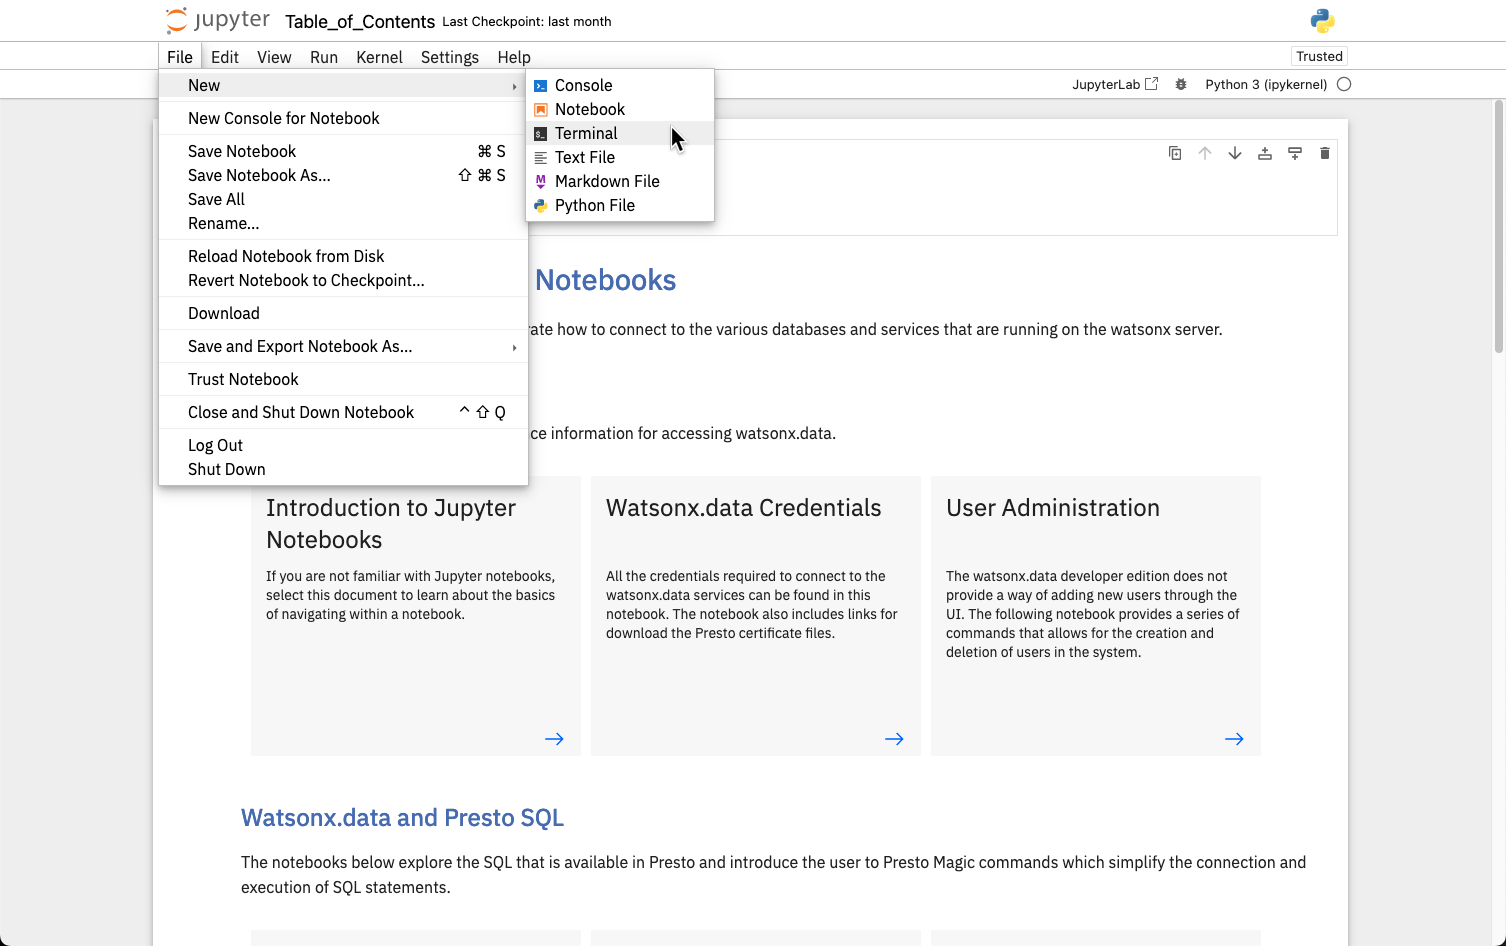 jupyter Table_of_Contents Last Checkpoint: last month
File Edit View Run Kernel Settings Help Trusted
JupyterLab Python 3 (ipykernel)
New
New Console for Notebook
Save Notebook ⌘ S
Save Notebook As... ⇧ ⌘ S
Save All
Rename...
Reload Notebook from Disk
Revert Notebook to Checkpoint...
Download
Save and Export Notebook As...
Trust Notebook
Close and Shut Down Notebook ^ ⇧ Q
Log Out
Shut Down
Console
Notebook
Terminal
Text File
Markdown File
Python File
Notebooks
how to connect to the various databases and services that are running on the watsonx server.
information for accessing watsonx.data.
Introduction to Jupyter
Notebooks
If you are not familiar with Jupyter notebooks,
select this document to learn about the basics
of navigating within a notebook.
Watsonx.data Credentials
All the credentials required to connect to the
watsonx.data services can be found in this
notebook. The notebook also includes links for
download the Presto certificate files.
User Administration
The watsonx.data developer edition does not
provide a way of adding new users through the
UI. The following notebook provides a series of
commands that allows for the creation and
deletion of users in the system.
Watsonx.data and Presto SQL
The notebooks below explore the SQL that is available in Presto and introduce the user to Presto Magic commands which simplify the connection and
execution of SQL statements.